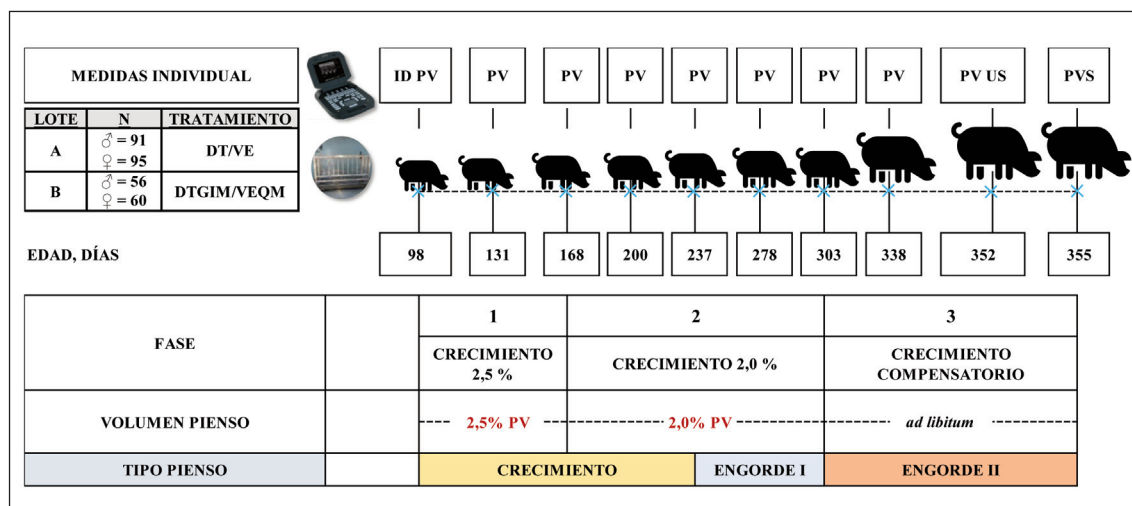 MEDIDAS INDIVIDUAL
ID PV PV PV PV PV PV PV PV PV US PVS
LOTE N TRATAMIENTO
A ♂ = 91 DT/VE
♀ = 95
B ♂ = 56 DTGIM/VEQM
♀ = 60
EDAD, DÍAS 98 131 168 200 237 278 303 338 352 355
FASE 1 2 3
CRECIMIENTO 2,5 % CRECIMIENTO 2,0 % CRECIMIENTO COMPENSATORIO
VOLUMEN PIENSO 2,5% PV 2,0% PV ad libitum
TIPO PIENSO CRECIMIENTO ENGORDE I ENGORDE II